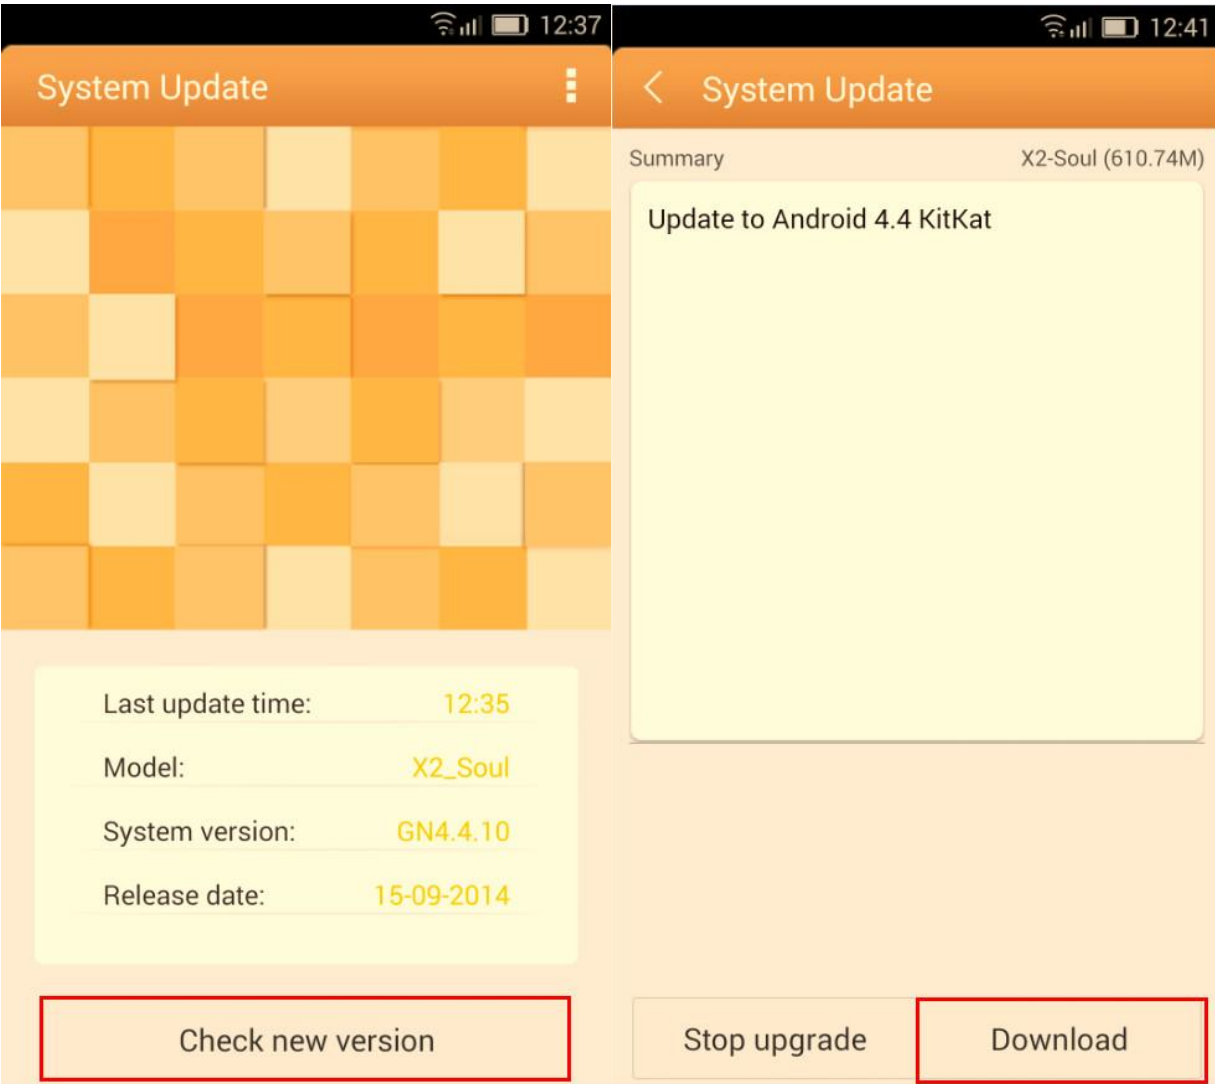 12:37
System Update
Last update time: 12:35
Model: X2_Soul
System version: GN4.4.10
Release date: 15-09-2014
Check new version
12:41
System Update
Summary X2-Soul (610.74M)
Update to Android 4.4 KitKat
Stop upgrade Download